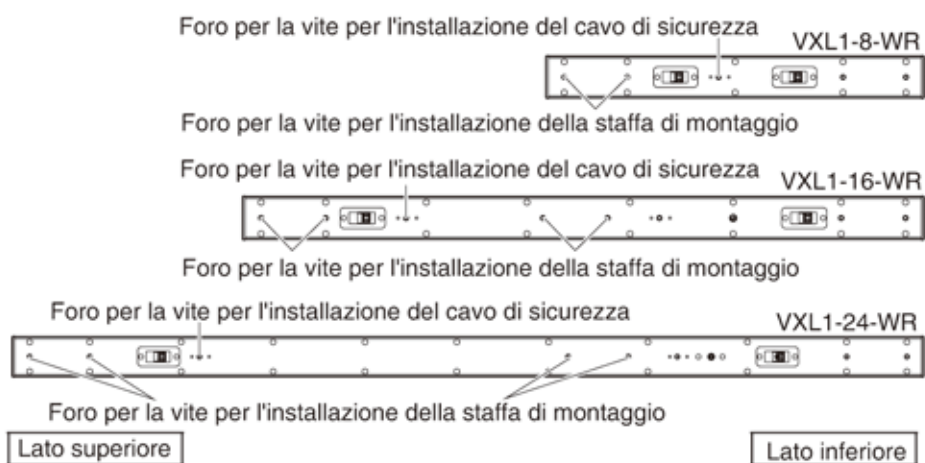 Foro per la vite per l'installazione del cavo di sicurezza
VXL1-8-WR
Foro per la vite per l'installazione della staffa di montaggio
Foro per la vite per l'installazione del cavo di sicurezza
VXL1-16-WR
Foro per la vite per l'installazione della staffa di montaggio
Foro per la vite per l'installazione del cavo di sicurezza
VXL1-24-WR
Foro per la vite per l'installazione della staffa di montaggio
Lato superiore
Lato inferiore